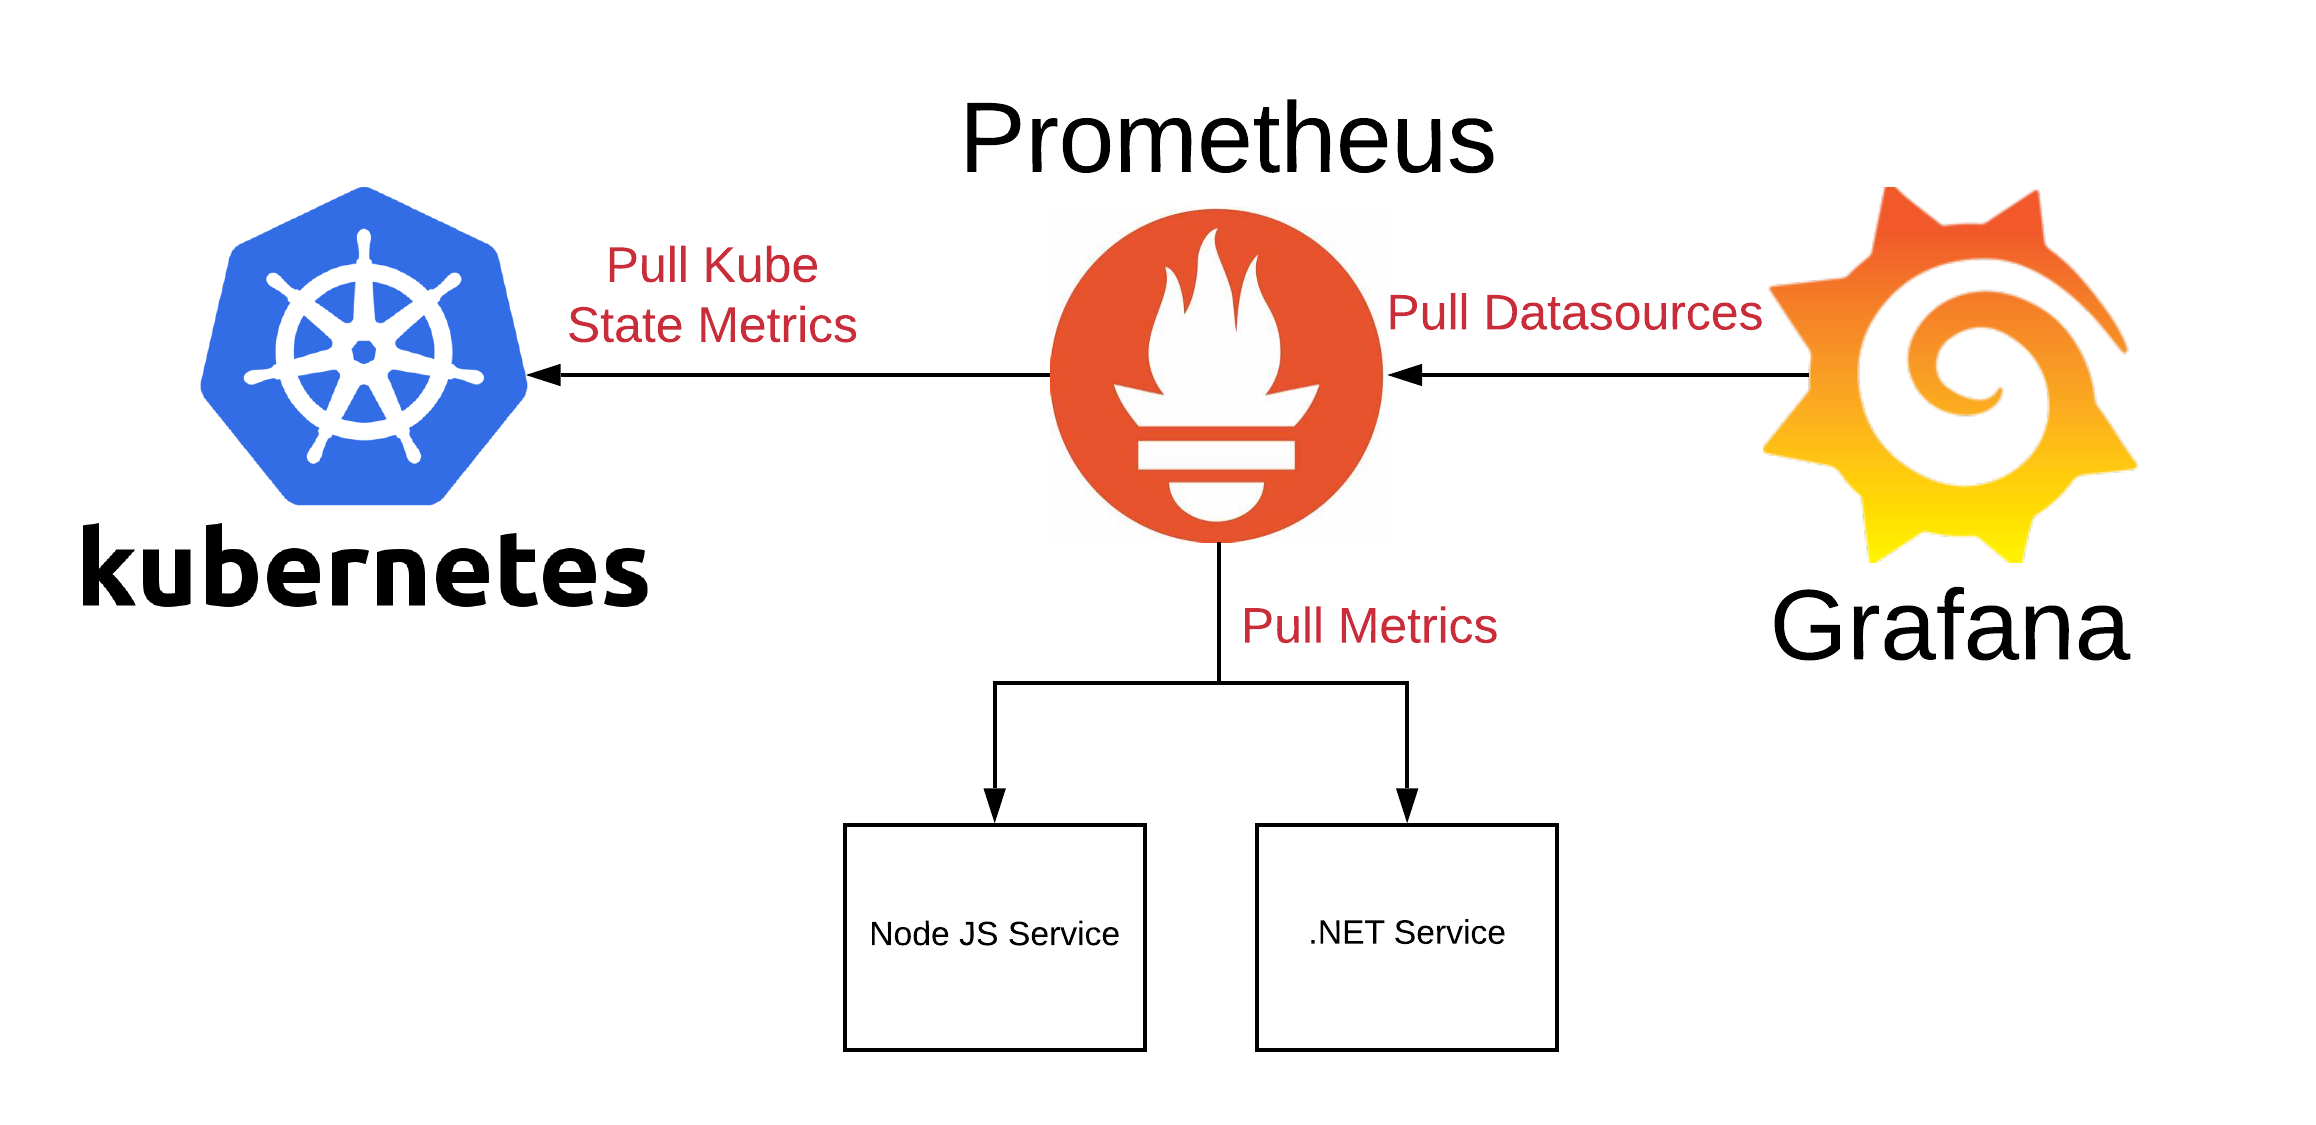 Prometheus
Pull Kube
State Metrics
Pull Datasources
kubernetes
Grafana
Pull Metrics
Node JS Service
.NET Service